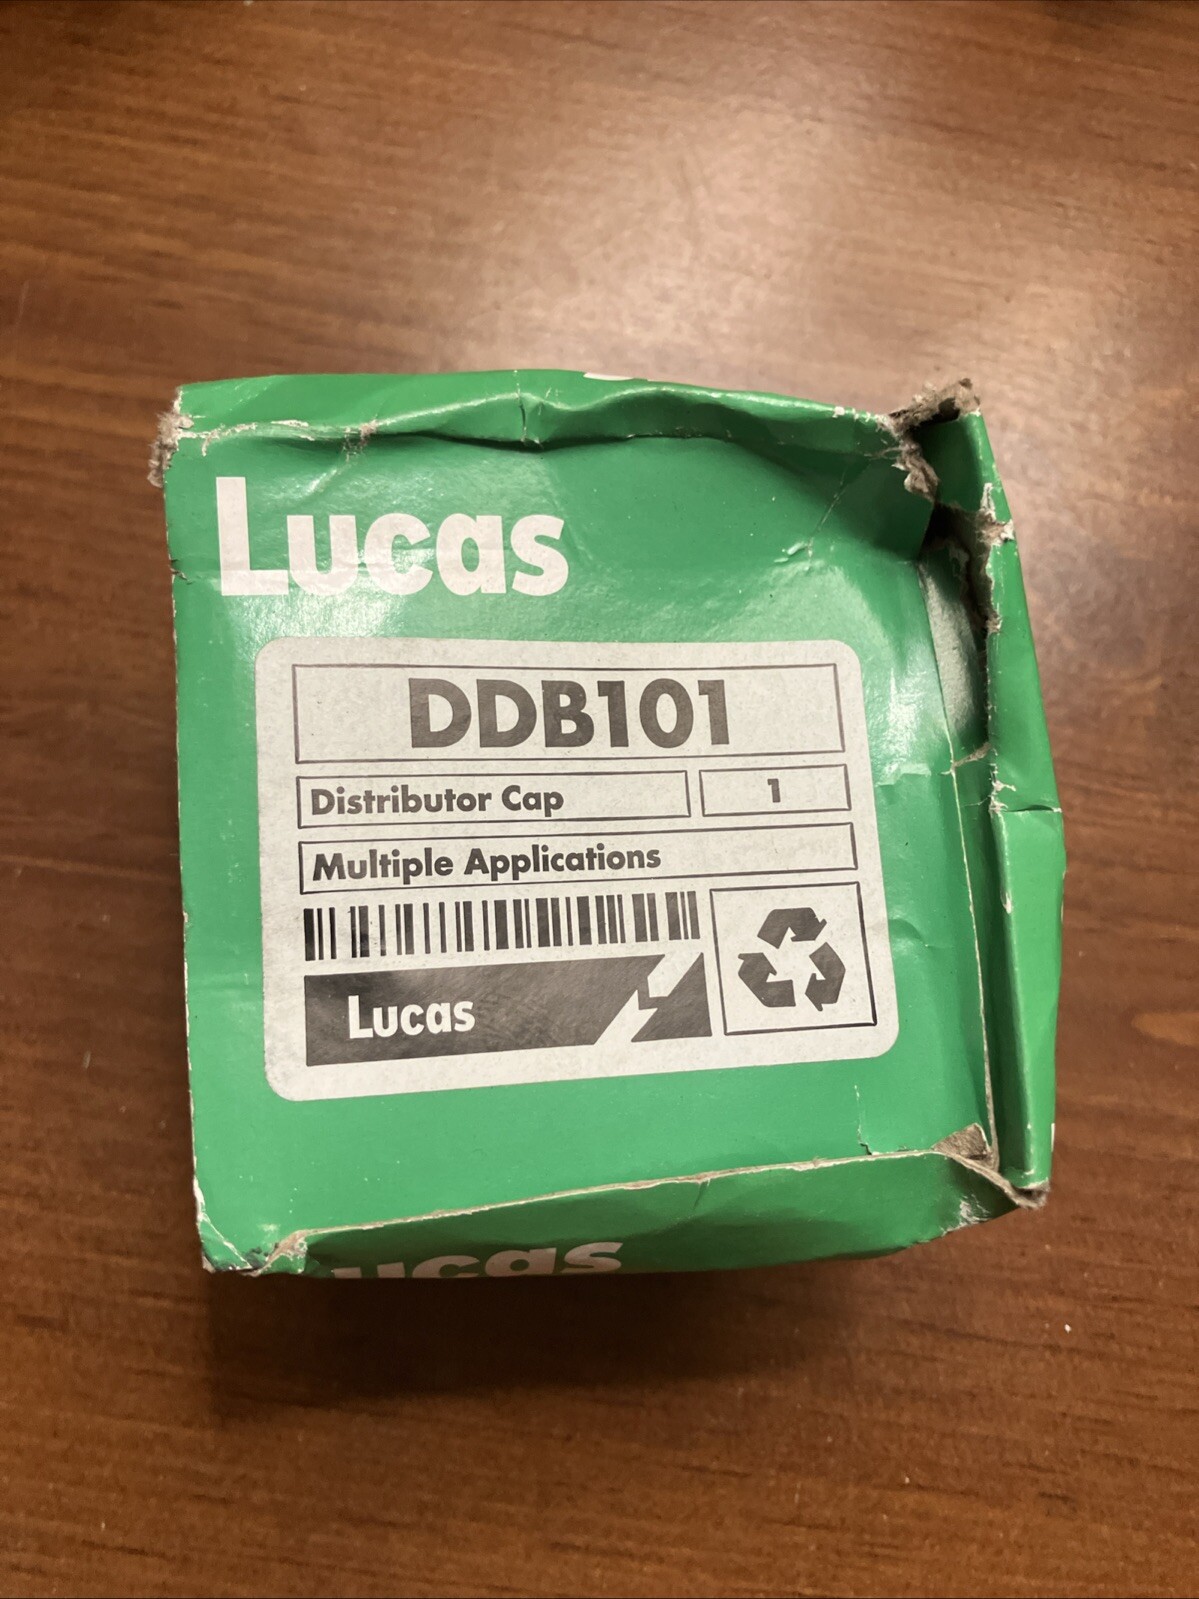 Lucas
DDB101
Distributor Cap
1
Multiple Applications
Lucas